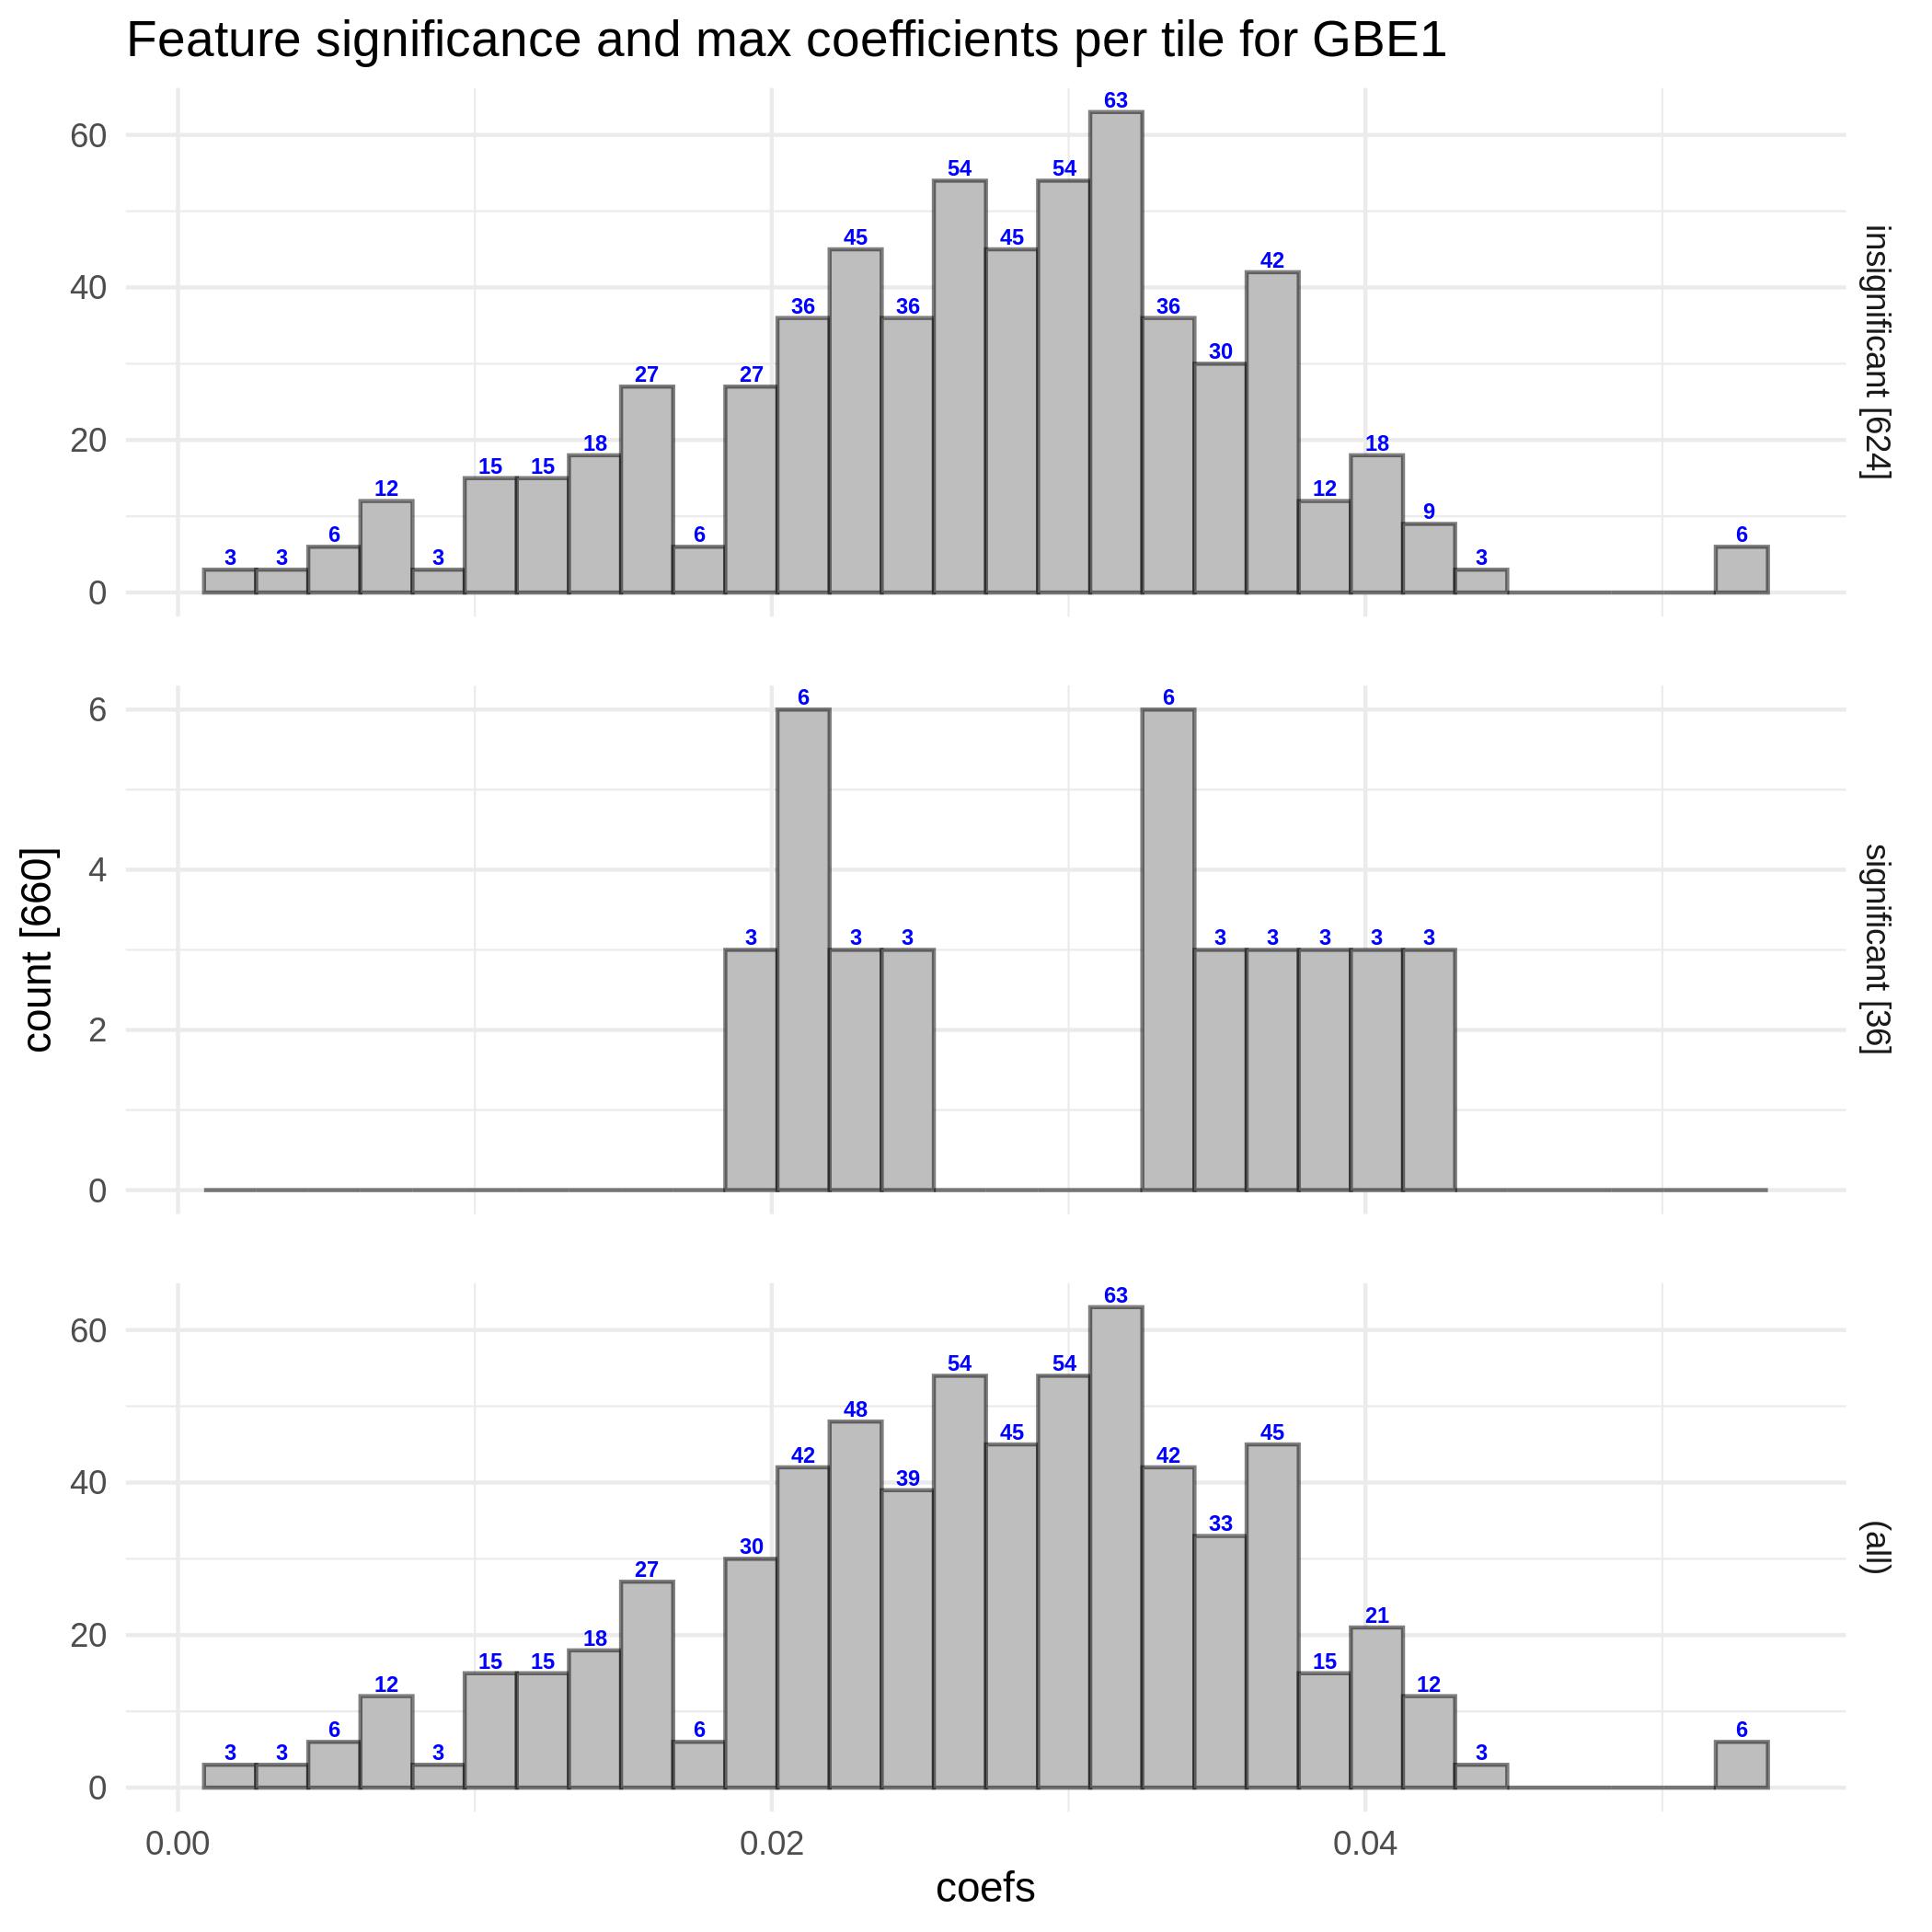 Feature significance and max coefficients per tile for GBE1
count [660]
60
40
20
0
3 3 6 12 3 15 15 18 27 6 27 36 45 36 54 45 54 63 36 30 42 12 18 9 3 6
insignificant [624]
6
4
2
0
3 6 3 3 6 3 3 3 3 3
significant [36]
60
40
20
0
3 3 6 12 3 15 15 18 27 6 30 42 48 39 54 45 54 63 42 33 45 15 21 12 3 6
(all)
0.00 0.02 0.04
coefs